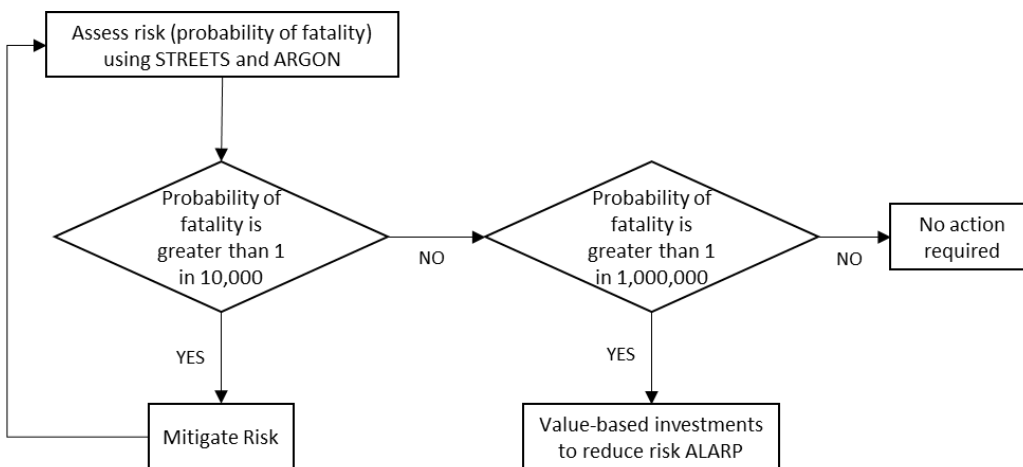 Assess risk (probability of fatality)
using STREETS and ARGON
Probability of
fatality is
greater than 1
in 10,000
NO
Probability of
fatality is
greater than 1
in 1,000,000
NO
No action
required
YES
YES
Mitigate Risk
Value-based investments
to reduce risk ALARP